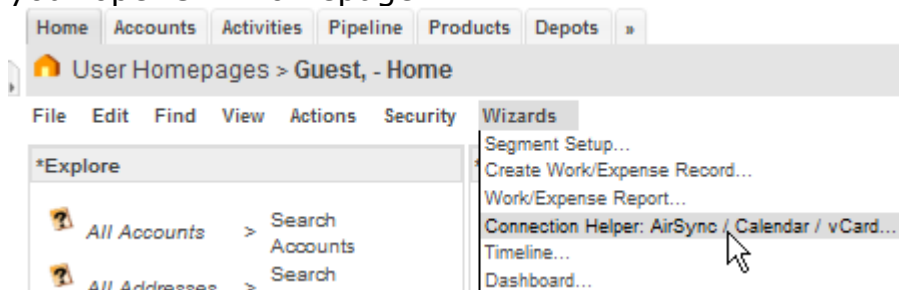 Home Accounts Activities Pipeline Products Depots »
User Homepages > Guest, - Home
File Edit Find View Actions Security Wizards
*Explore
Segment Setup...
Create Work/Expense Record...
Work/Expense Report...
All Accounts > Search Accounts
Connection Helper: AirSync / Calendar / vCard...
Timeline...
All Addresses > Search
Dashboard...